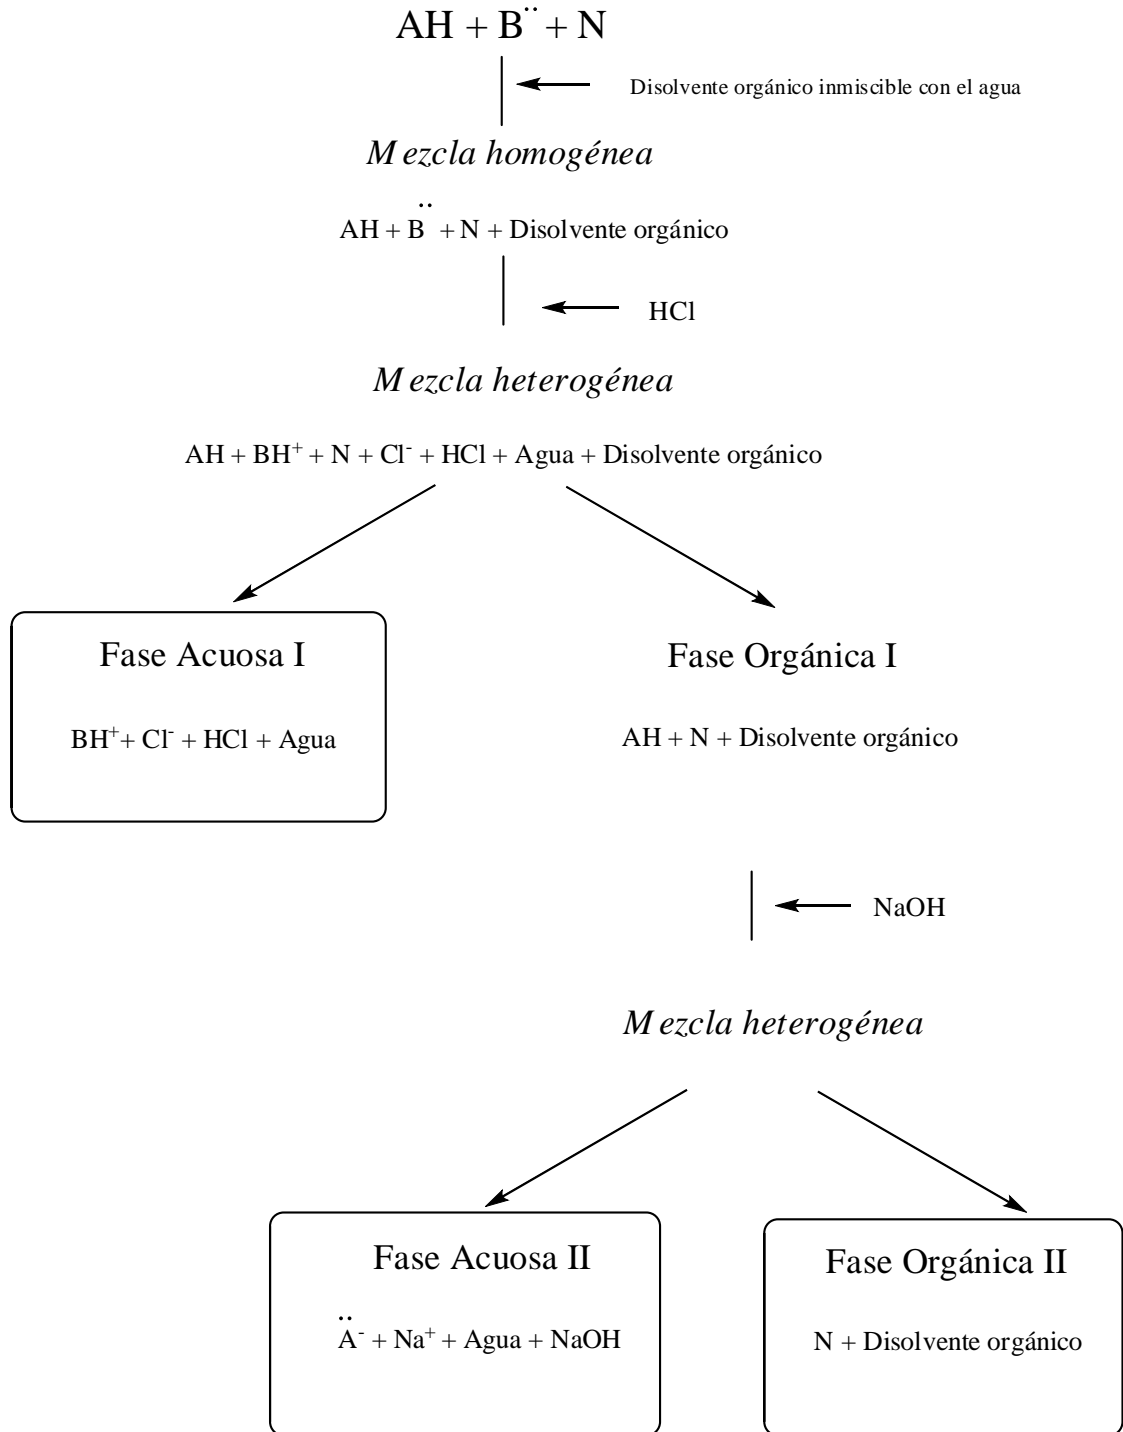 AH + B¨ + N
Disolvente orgánico inmiscible con el agua
Mezcla homogénea
AH + B¨ + N + Disolvente orgánico
HCl
Mezcla heterogénea
AH + BH⁺ + N + Cl⁻ + HCl + Agua + Disolvente orgánico
Fase Acuosa I
BH⁺ + Cl⁻ + HCl + Agua
Fase Orgánica I
AH + N + Disolvente orgánico
NaOH
Mezcla heterogénea
Fase Acuosa II
Ä⁻ + Na⁺ + Agua + NaOH
Fase Orgánica II
N + Disolvente orgánico